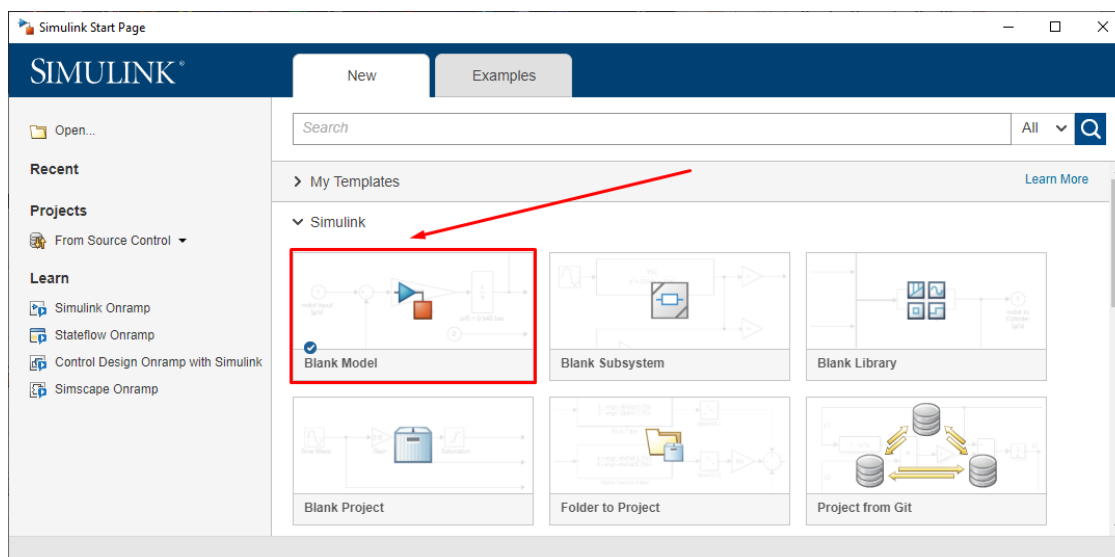 Simulink Start Page
SIMULINK®
New
Examples
Open...
Recent
Projects
From Source Control
Learn
Simulink Onramp
Stateflow Onramp
Control Design Onramp with Simulink
Simscape Onramp
Search
All
My Templates
Learn More
Simulink
Blank Model
Blank Subsystem
Blank Library
Blank Project
Folder to Project
Project from Git